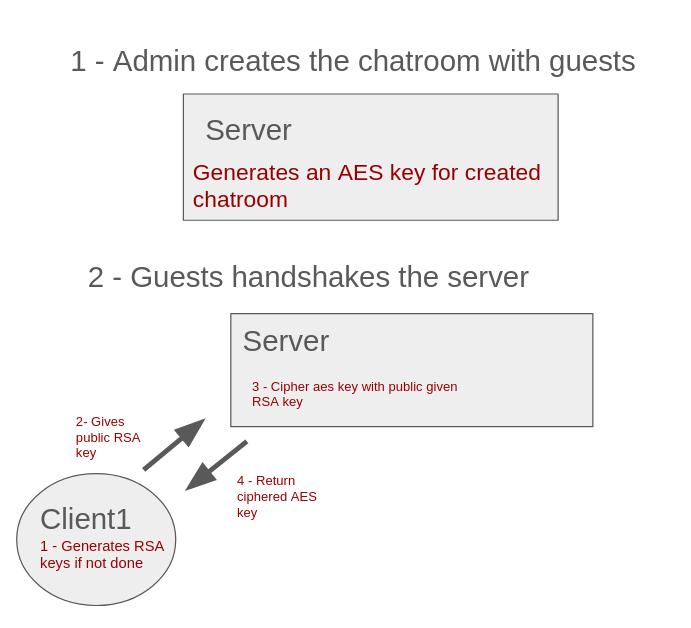 1 - Admin creates the chatroom with guests
Server
Generates an AES key for created
chatroom
2 - Guests handshakes the server
Server
3 - Cipher aes key with public given
RSA key
2- Gives
public RSA
key
4 - Return
ciphered AES
key
Client1
1 - Generates RSA
keys if not done